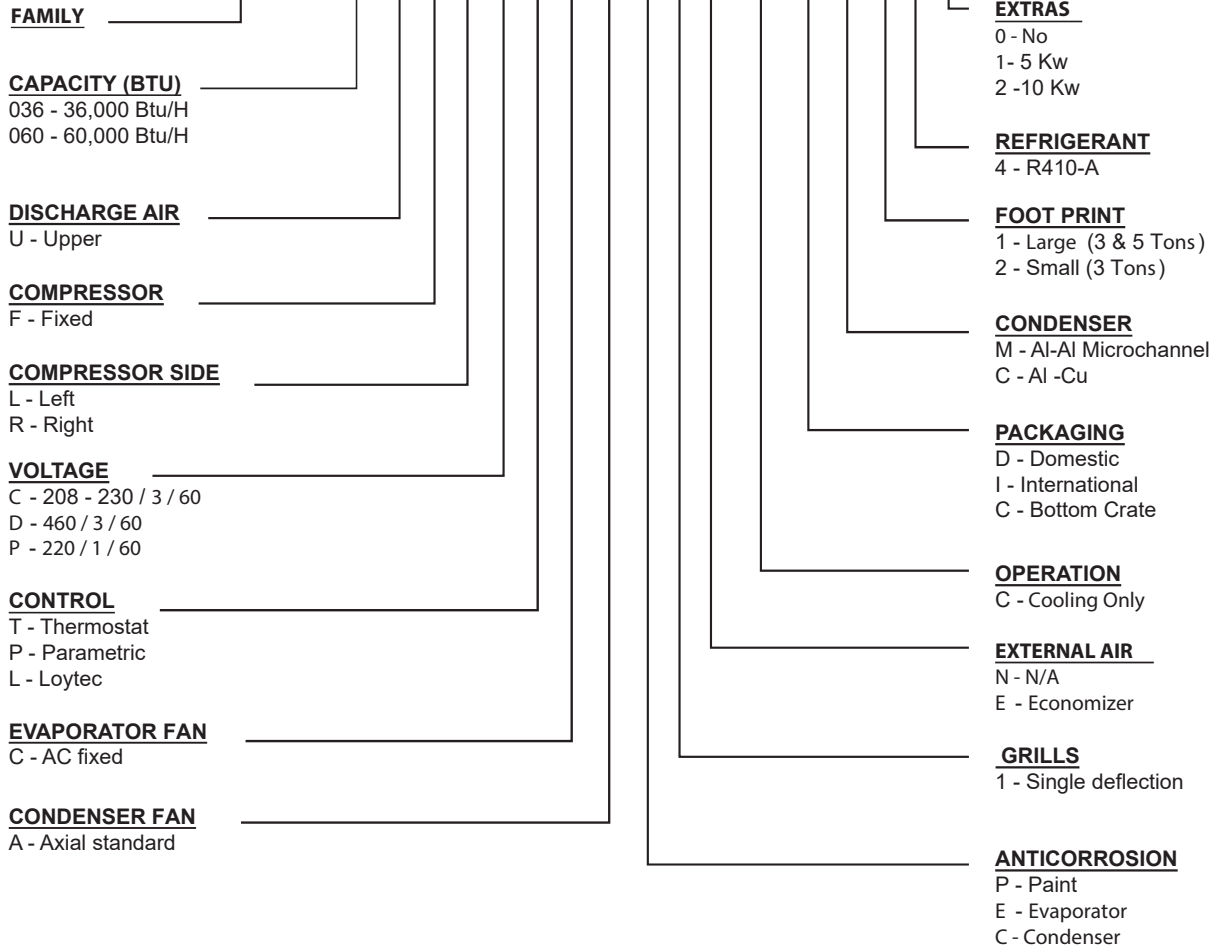 FAMILY
CAPACITY (BTU)
036 - 36,000 Btu/H
060 - 60,000 Btu/H
DISCHARGE AIR
U - Upper
COMPRESSOR
F - Fixed
COMPRESSOR SIDE
L - Left
R - Right
VOLTAGE
C - 208 - 230 / 3 / 60
D - 460 / 3 / 60
P - 220 / 1 / 60
CONTROL
T - Thermostat
P - Parametric
L - Loytec
EVAPORATOR FAN
C - AC fixed
CONDENSER FAN
A - Axial standard
EXTRAS
0 - No
1- 5 Kw
2 -10 Kw
REFRIGERANT
4 - R410-A
FOOT PRINT
1 - Large (3 & 5 Tons)
2 - Small (3 Tons)
CONDENSER
M - Al-Al Microchannel
C - Al -Cu
PACKAGING
D - Domestic
I - International
C - Bottom Crate
OPERATION
C - Cooling Only
EXTERNAL AIR
N - N/A
E - Economizer
GRILLS
1 - Single deflection
ANTICORROSION
P - Paint
E - Evaporator
C - Condenser